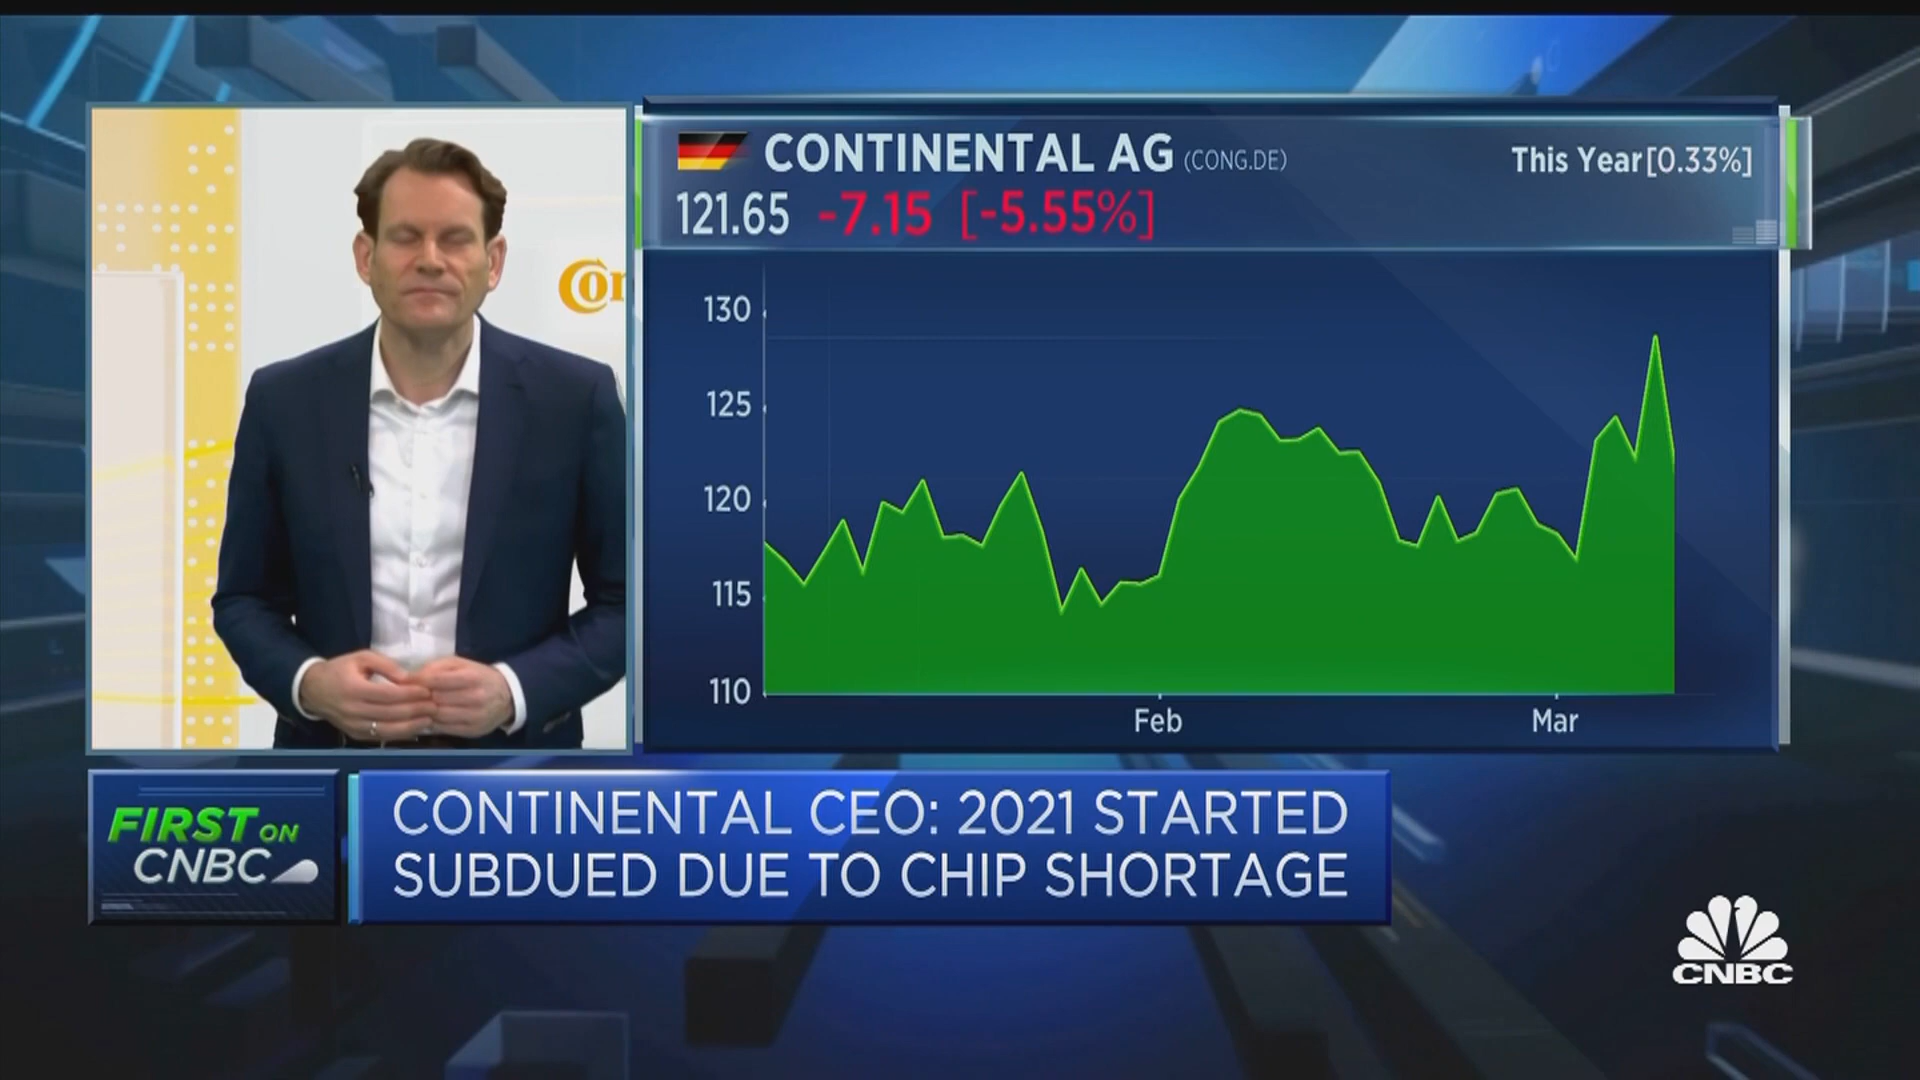 CONTINENTAL AG (CONG.DE)
This Year[0.33%]
121.65 -7.15 [-5.55%]
130
125
120
115
110
Feb
Mar
FIRST ON
CNBC
CONTINENTAL CEO: 2021 STARTED
SUBDUED DUE TO CHIP SHORTAGE
CNBC